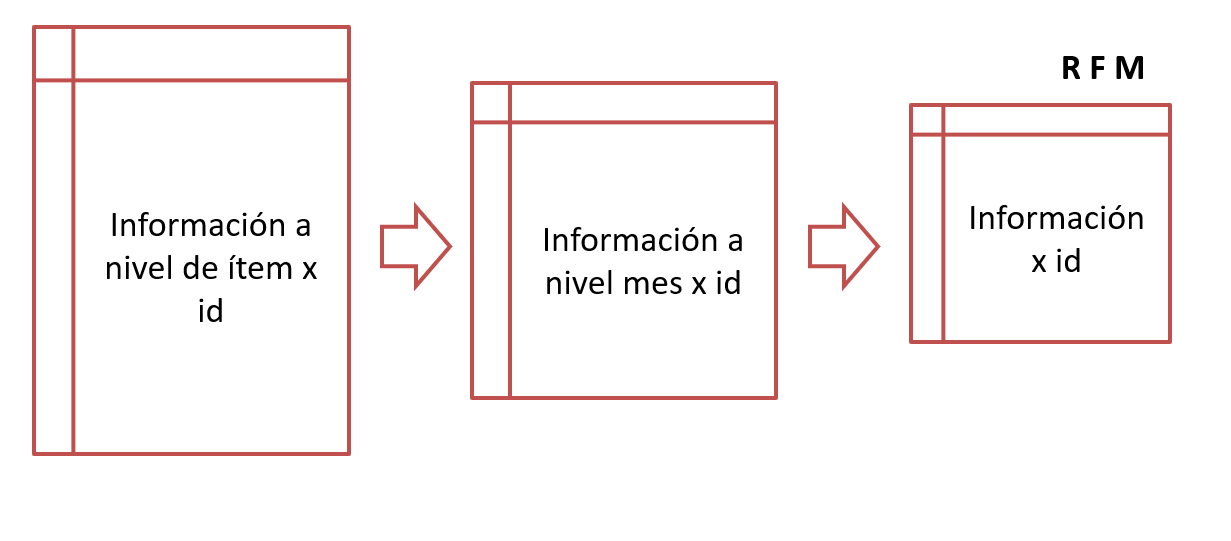 Información a
nivel de ítem x
id
Información a
nivel mes x id
R F M
Información
x id